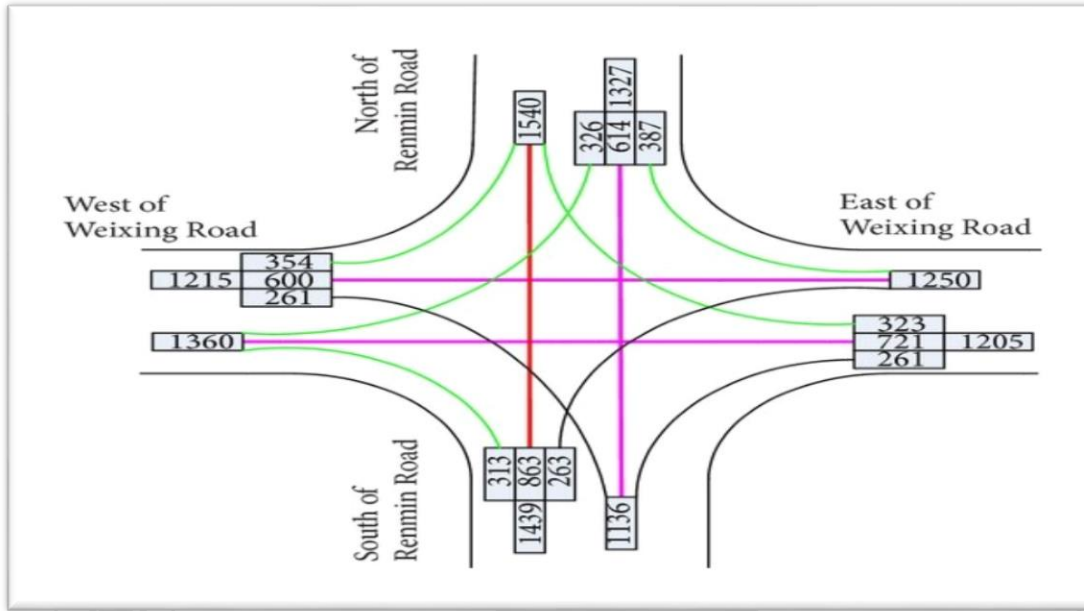 North of
Renmin Road
1540
1327
326 614 387
West of
Weixing Road
East of
Weixing Road
354
1215 600
261
1250
1360
323
721 1205
261
South of
Renmin Road
313 863 263
1439
1136